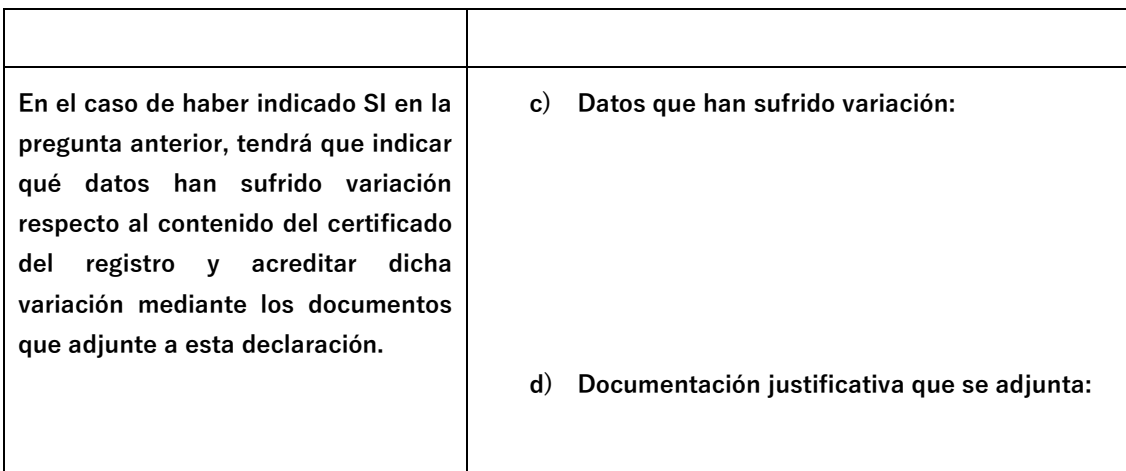 En el caso de haber indicado SI en la
pregunta anterior, tendrá que indicar
qué datos han sufrido variación
respecto al contenido del certificado
del registro y acreditar dicha
variación mediante los documentos
que adjunte a esta declaración.
c) Datos que han sufrido variación:
d) Documentación justificativa que se adjunta: